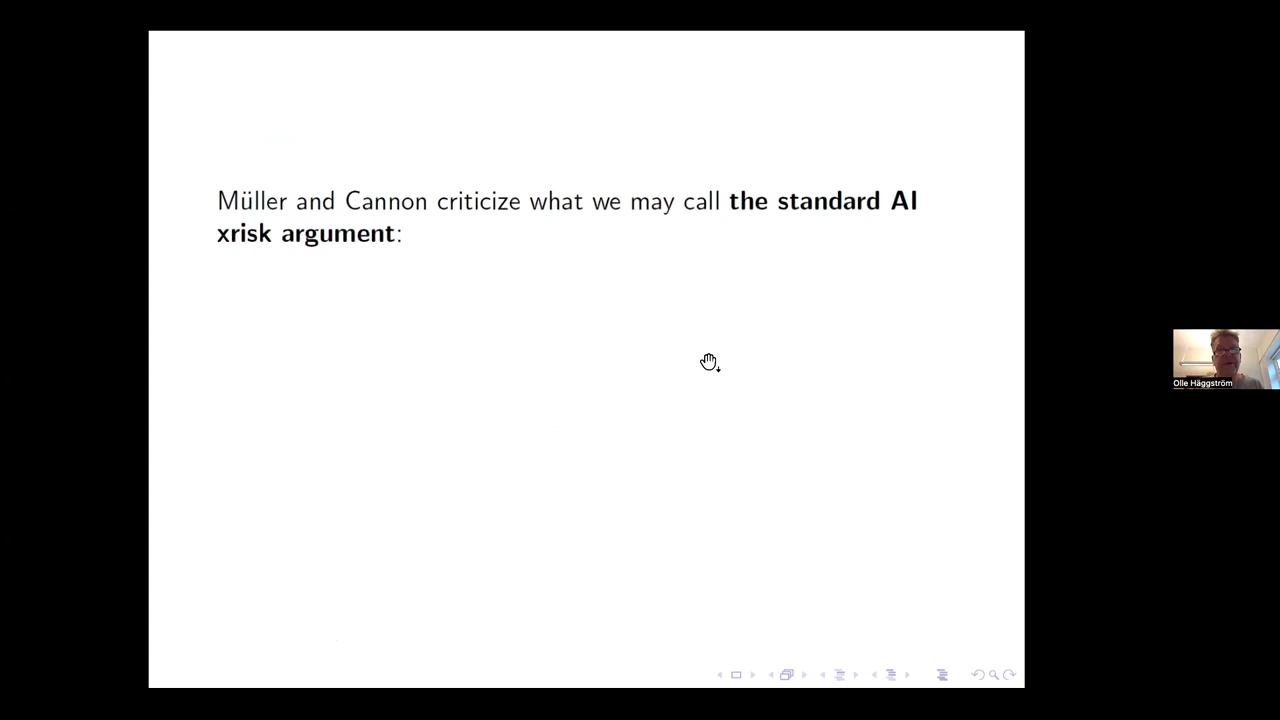 Müller and Cannon criticize what we may call the standard AI
xrisk argument:
Olle Häggström